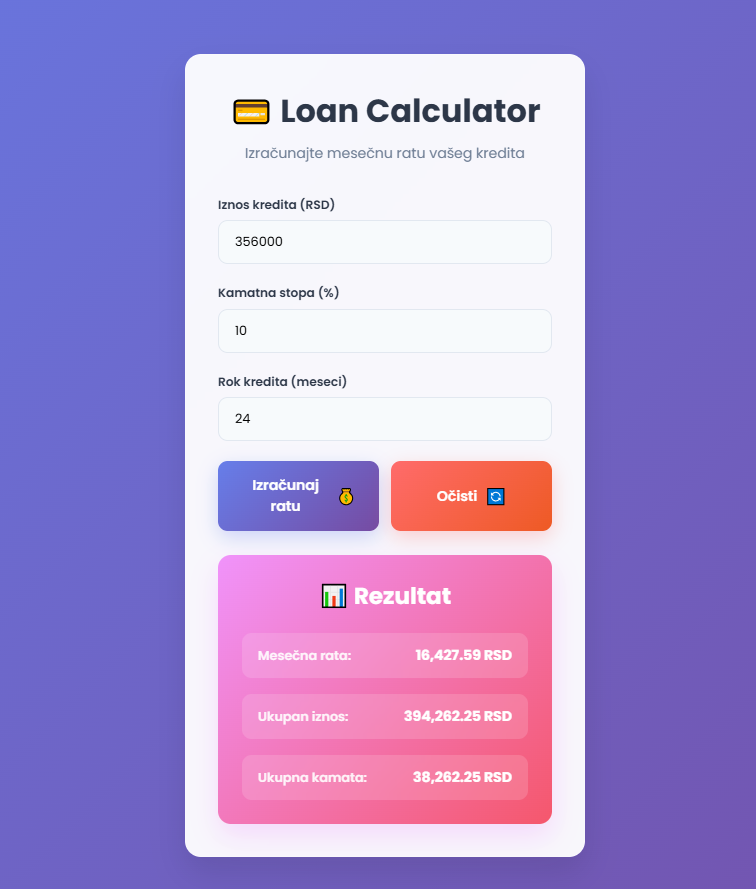 Loan Calculator
Izračunajte mesečnu ratu vašeg kredita
Iznos kredita (RSD)
356000
Kamatna stopa (%)
10
Rok kredita (meseci)
24
Izračunaj
ratu
Očisti
Rezultat
Mesečna rata: 16,427.59 RSD
Ukupan iznos: 394,262.25 RSD
Ukupna kamata: 38,262.25 RSD